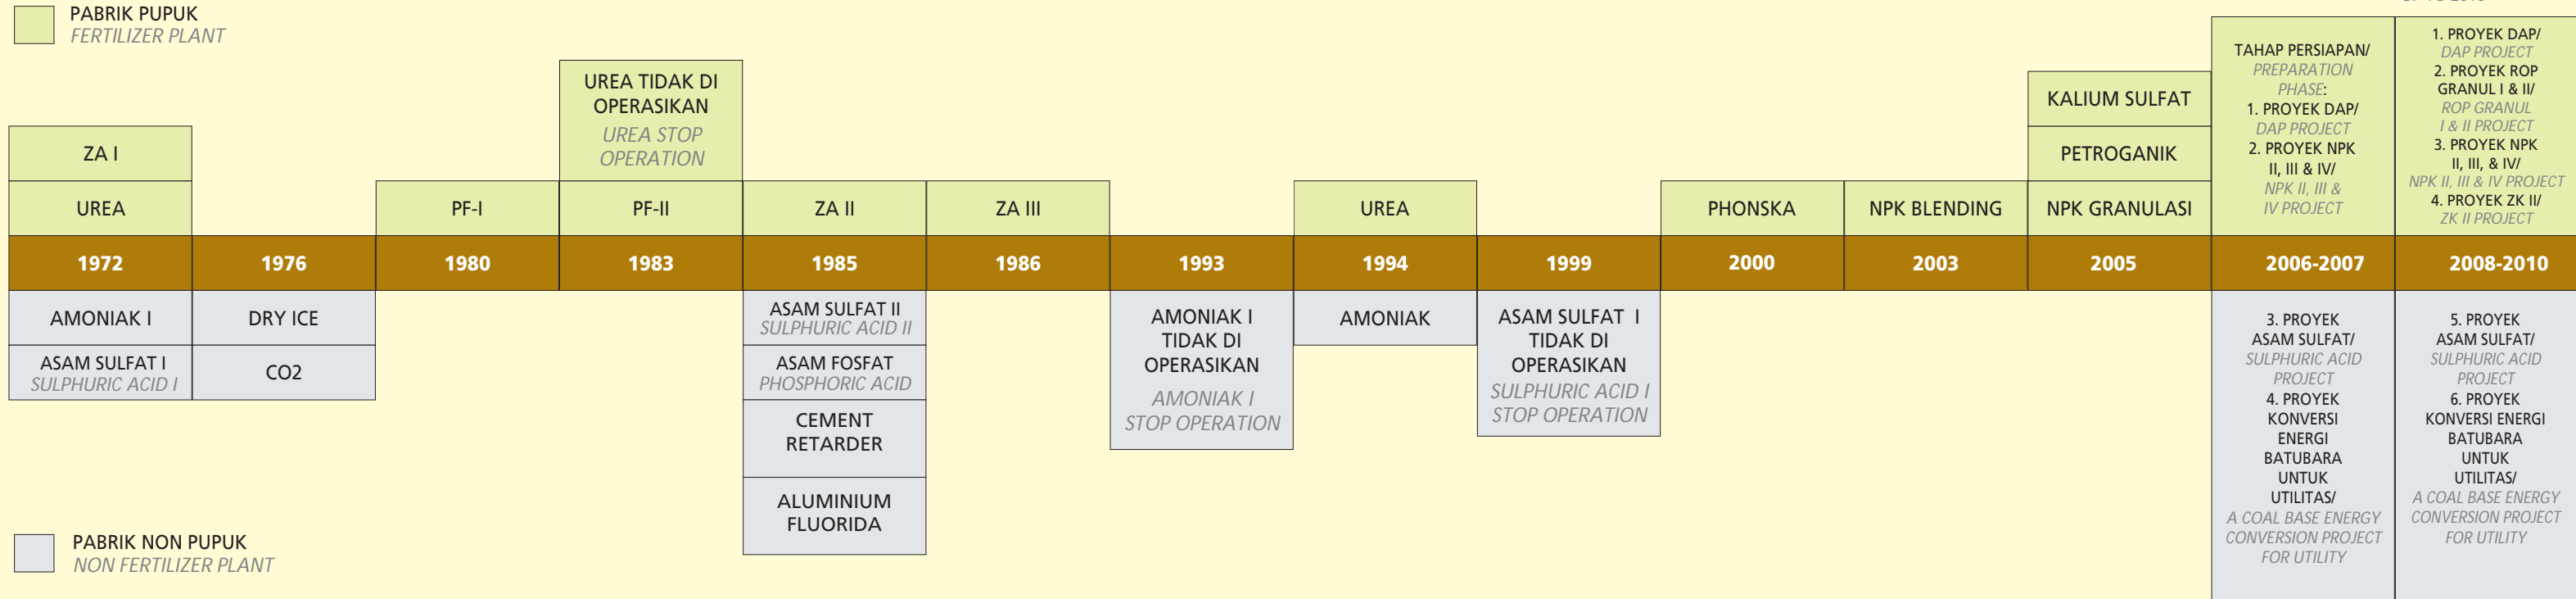 PABRIK PUPUK
FERTILIZER PLANT
ZA I
UREA
1972
AMONIAK I
ASAM SULFAT I
SULPHURIC ACID I
1976
DRY ICE
CO2
PF-I
1980
UREA TIDAK DI
OPERASIKAN
UREA STOP
OPERATION
PF-II
1983
ZA II
1985
ASAM SULFAT II
SULPHURIC ACID II
ASAM FOSFAT
PHOSPHORIC ACID
CEMENT
RETARDER
ALUMINIUM
FLUORIDA
ZA III
1986
1993
AMONIAK I
TIDAK DI
OPERASIKAN
AMONIAK I
STOP OPERATION
UREA
1994
AMONIAK
1999
ASAM SULFAT I
TIDAK DI
OPERASIKAN
SULPHURIC ACID I
STOP OPERATION
PHONSKA
2000
NPK BLENDING
2003
KALIUM SULFAT
PETROGANIK
NPK GRANULASI
2005
TAHAP PERSIAPAN/
PREPARATION
PHASE:
1. PROYEK DAP/
DAP PROJECT
2. PROYEK NPK
II, III & IV/
NPK II, III &
IV PROJECT
2006-2007
3. PROYEK
ASAM SULFAT/
SULPHURIC ACID
PROJECT
4. PROYEK
KONVERSI
ENERGI
BATUBARA
UNTUK
UTILITAS/
A COAL BASE ENERGY
CONVERSION PROJECT
FOR UTILITY
1. PROYEK DAP/
DAP PROJECT
2. PROYEK ROP
GRANUL I & II/
ROP GRANUL
I & II PROJECT
3. PROYEK NPK
II, III, & IV/
NPK II, III & IV PROJECT
4. PROYEK ZK II/
ZK II PROJECT
2008-2010
5. PROYEK
ASAM SULFAT/
SULPHURIC ACID
PROJECT
6. PROYEK
KONVERSI ENERGI
BATUBARA
UNTUK
UTILITAS/
A COAL BASE ENERGY
CONVERSION PROJECT
FOR UTILITY
PABRIK NON PUPUK
NON FERTILIZER PLANT